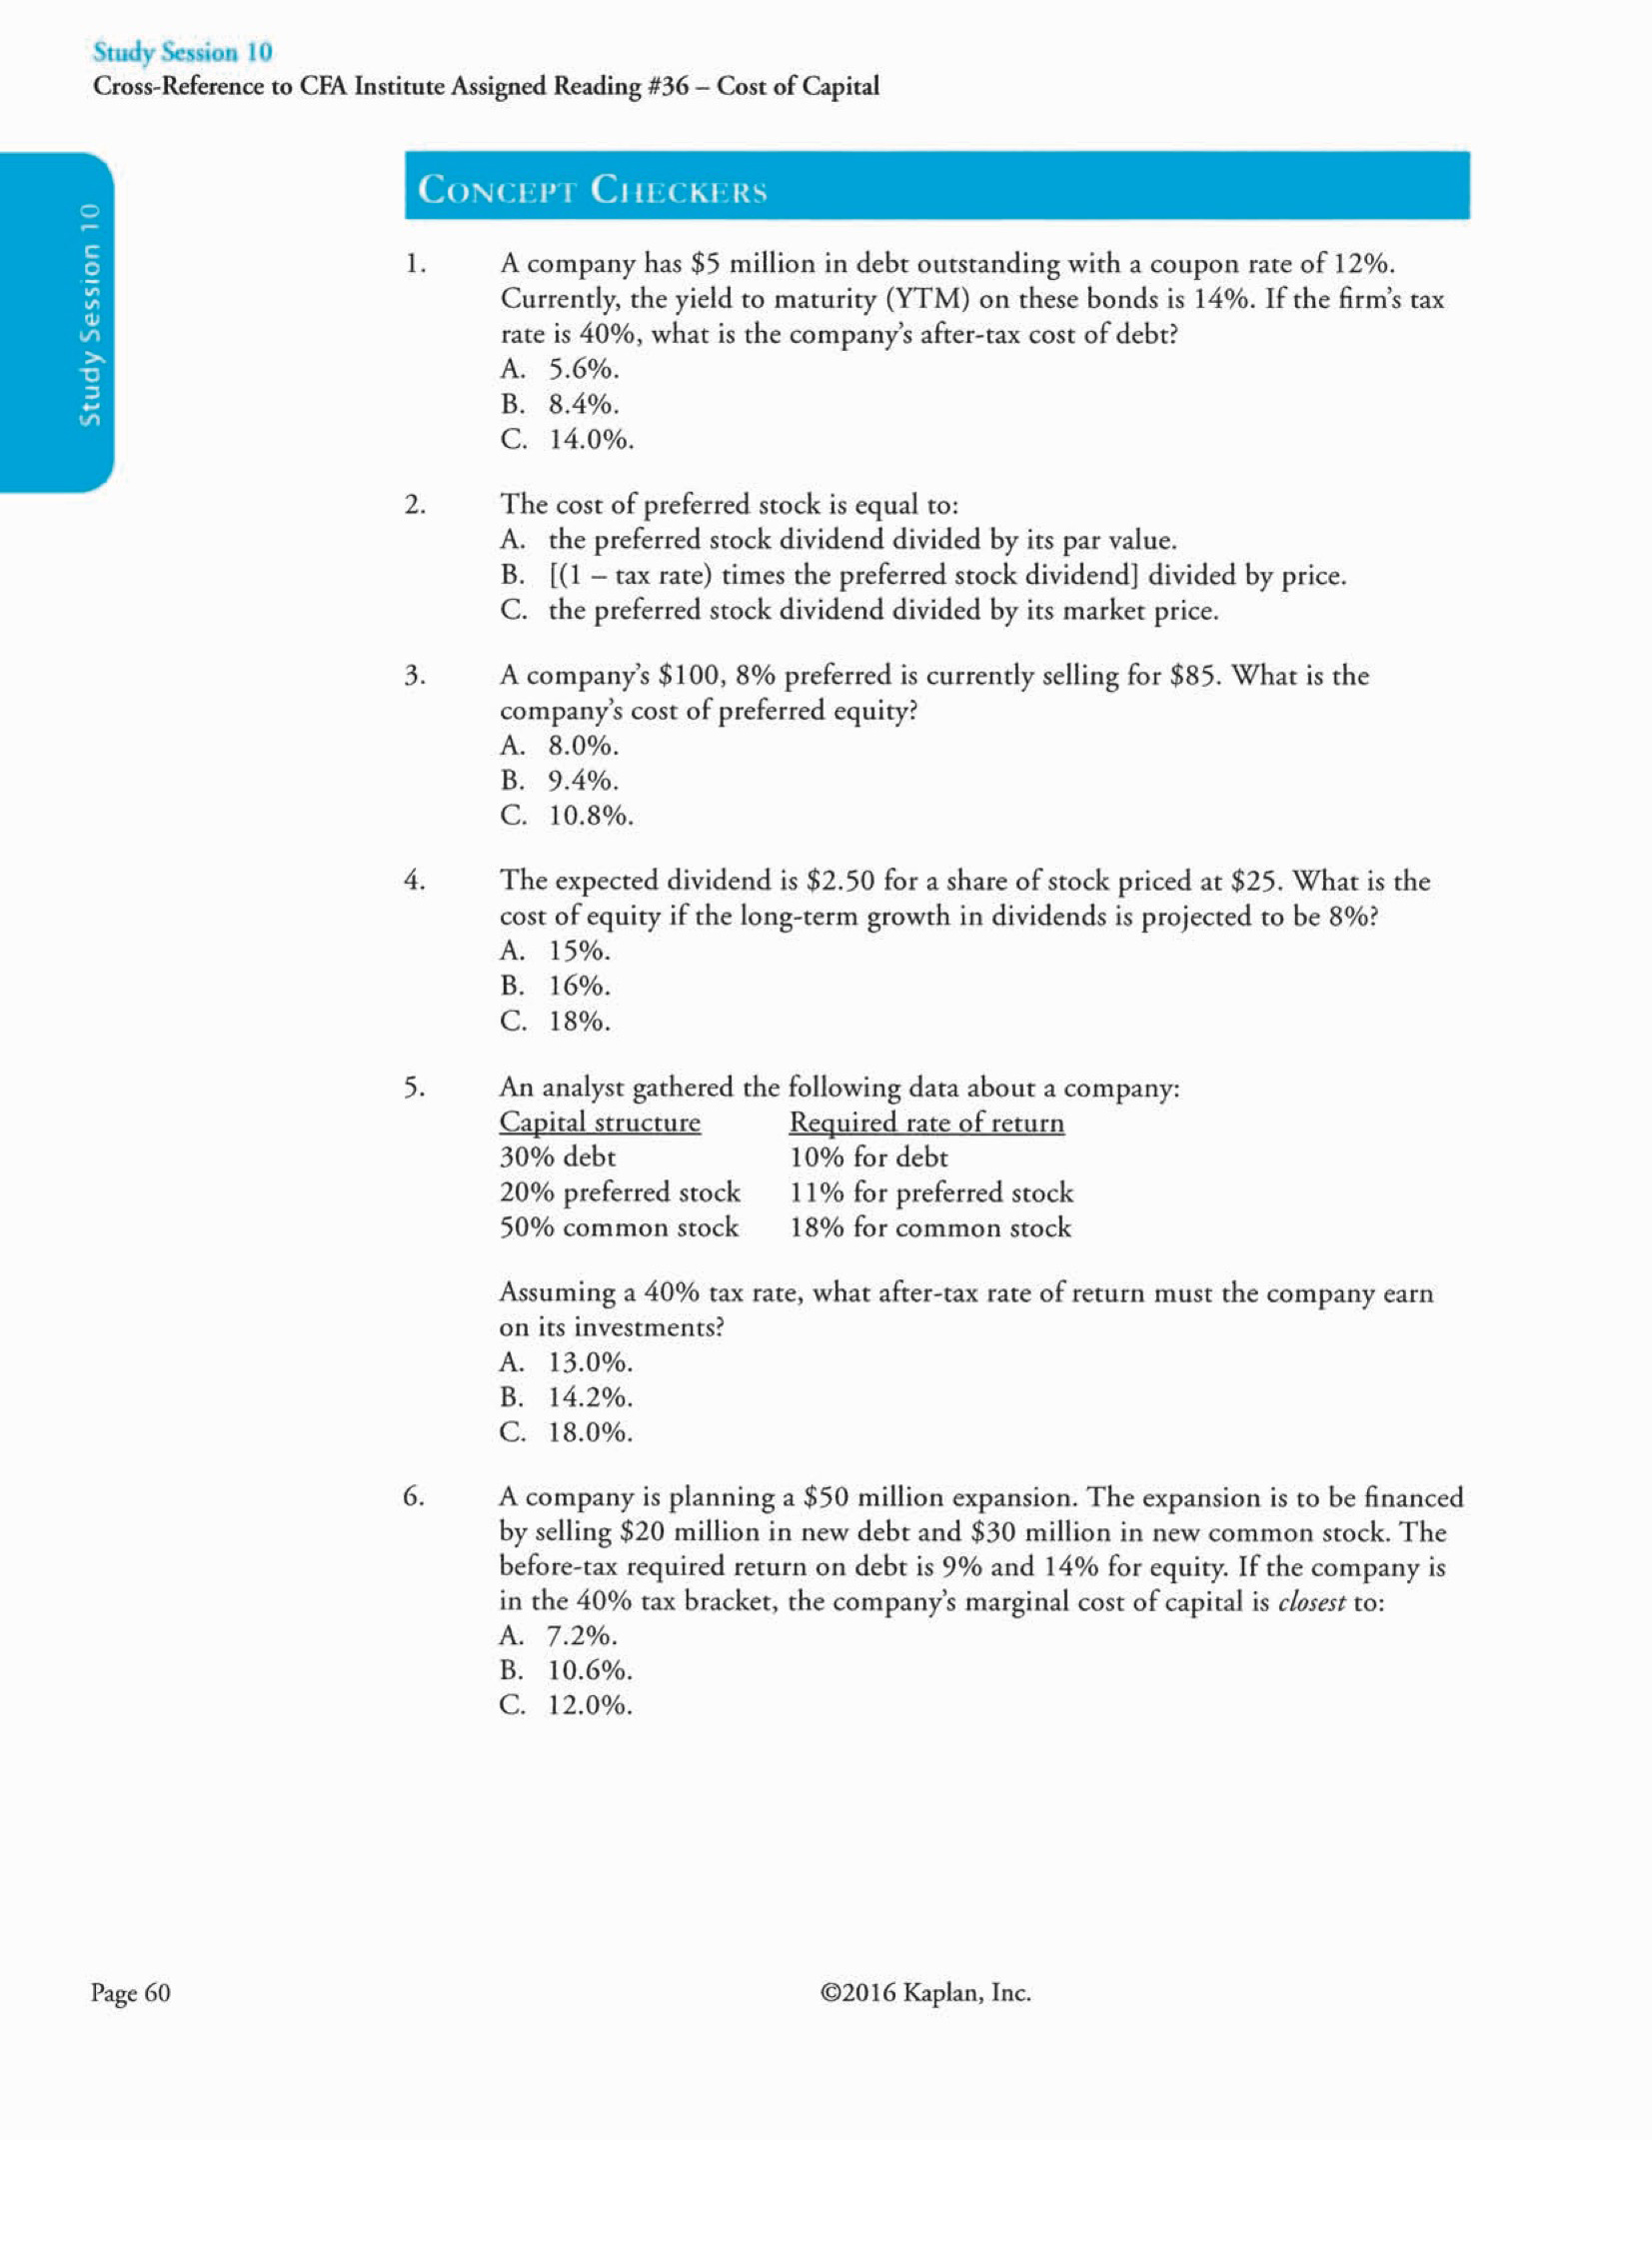 Study Session 10
Cross-Reference to CFA Institute Assigned Reading #36 – Cost of Capital
Study Session 10
CONCEPT CHECKERS
1. A company has $5 million in debt outstanding with a coupon rate of 12%.
Currently, the yield to maturity (YTM) on these bonds is 14%. If the firm's tax
rate is 40%, what is the company's after-tax cost of debt?
A. 5.6%.
B. 8.4%.
C. 14.0%.
2. The cost of preferred stock is equal to:
A. the preferred stock dividend divided by its par value.
B. [(1 – tax rate) times the preferred stock dividend] divided by price.
C. the preferred stock dividend divided by its market price.
3. A company's $100, 8% preferred is currently selling for $85. What is the
company's cost of preferred equity?
A. 8.0%.
B. 9.4%.
C. 10.8%.
4. The expected dividend is $2.50 for a share of stock priced at $25. What is the
cost of equity if the long-term growth in dividends is projected to be 8%?
A. 15%.
B. 16%.
C. 18%.
5. An analyst gathered the following data about a company:
Capital structure Required rate of return
30% debt 10% for debt
20% preferred stock 11% for preferred stock
50% common stock 18% for common stock
Assuming a 40% tax rate, what after-tax rate of return must the company earn
on its investments?
A. 13.0%.
B. 14.2%.
C. 18.0%.
6. A company is planning a $50 million expansion. The expansion is to be financed
by selling $20 million in new debt and $30 million in new common stock. The
before-tax required return on debt is 9% and 14% for equity. If the company is
in the 40% tax bracket, the company's marginal cost of capital is closest to:
A. 7.2%.
B. 10.6%.
C. 12.0%.
Page 60 ©2016 Kaplan, Inc.